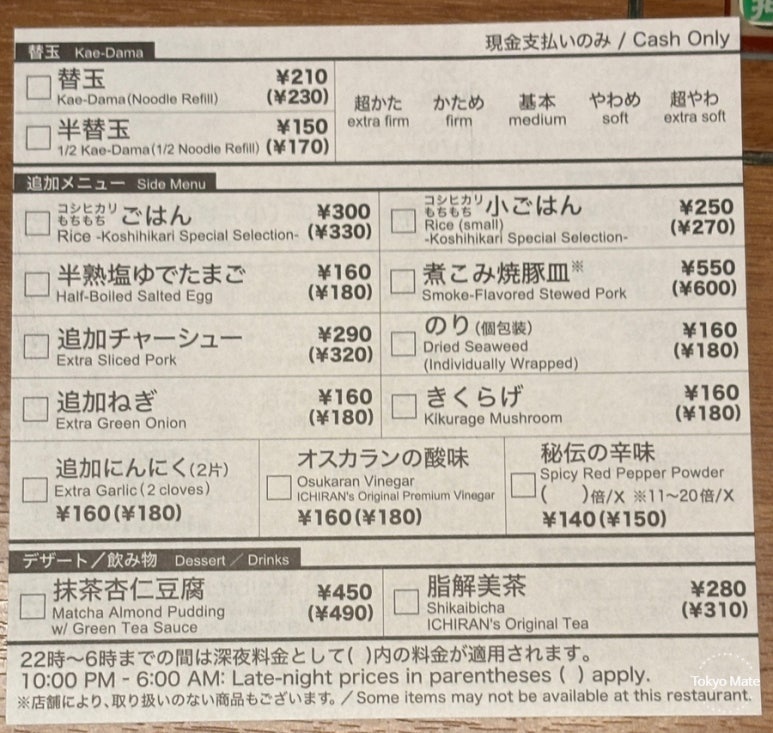 替玉 Kae-Dama
現金支払いのみ / Cash Only
替玉 ¥210
Kae-Dama(Noodle Refill) (¥230)
半替玉 ¥150
1/2 Kae-Dama(1/2 Noodle Refill) (¥170)
超かた かため 基本 やわめ 超やわ
extra firm firm medium soft extra soft
追加メニュー Side Menu
コシヒカリ
もちもち ごはん ¥300
Rice -Koshihikari Special Selection- (¥330)
コシヒカリ
もちもち 小ごはん ¥250
Rice (small) (¥270)
-Koshihikari Special Selection-
半熟塩ゆでたまご ¥160
Half-Boiled Salted Egg (¥180)
煮こみ焼豚皿※ ¥550
Smoke-Flavored Stewed Pork (¥600)
追加チャーシュー ¥290
Extra Sliced Pork (¥320)
のり(個包装) ¥160
Dried Seaweed (¥180)
(Individually Wrapped)
追加ねぎ ¥160
Extra Green Onion (¥180)
きくらげ ¥160
Kikurage Mushroom (¥180)
追加にんにく(2片)
Extra Garlic(2 cloves)
¥160(¥180)
オスカランの酸味
Osukaran Vinegar
ICHIRAN's Original Premium Vinegar
¥160(¥180)
秘伝の辛味
Spicy Red Pepper Powder
( )倍/X ※11〜20倍/X
¥140(¥150)
デザート/飲み物 Dessert / Drinks
抹茶杏仁豆腐 ¥450
Matcha Almond Pudding (¥490)
w/ Green Tea Sauce
脂解美茶 ¥280
Shikaibicha (¥310)
ICHIRAN's Original Tea
22時〜6時までの間は深夜料金として( )内の料金が適用されます。
10:00 PM - 6:00 AM: Late-night prices in parentheses ( ) apply.
※店舗により、取り扱いのない商品もございます。/ Some items may not be available at this restaurant.
Tokyo Mate